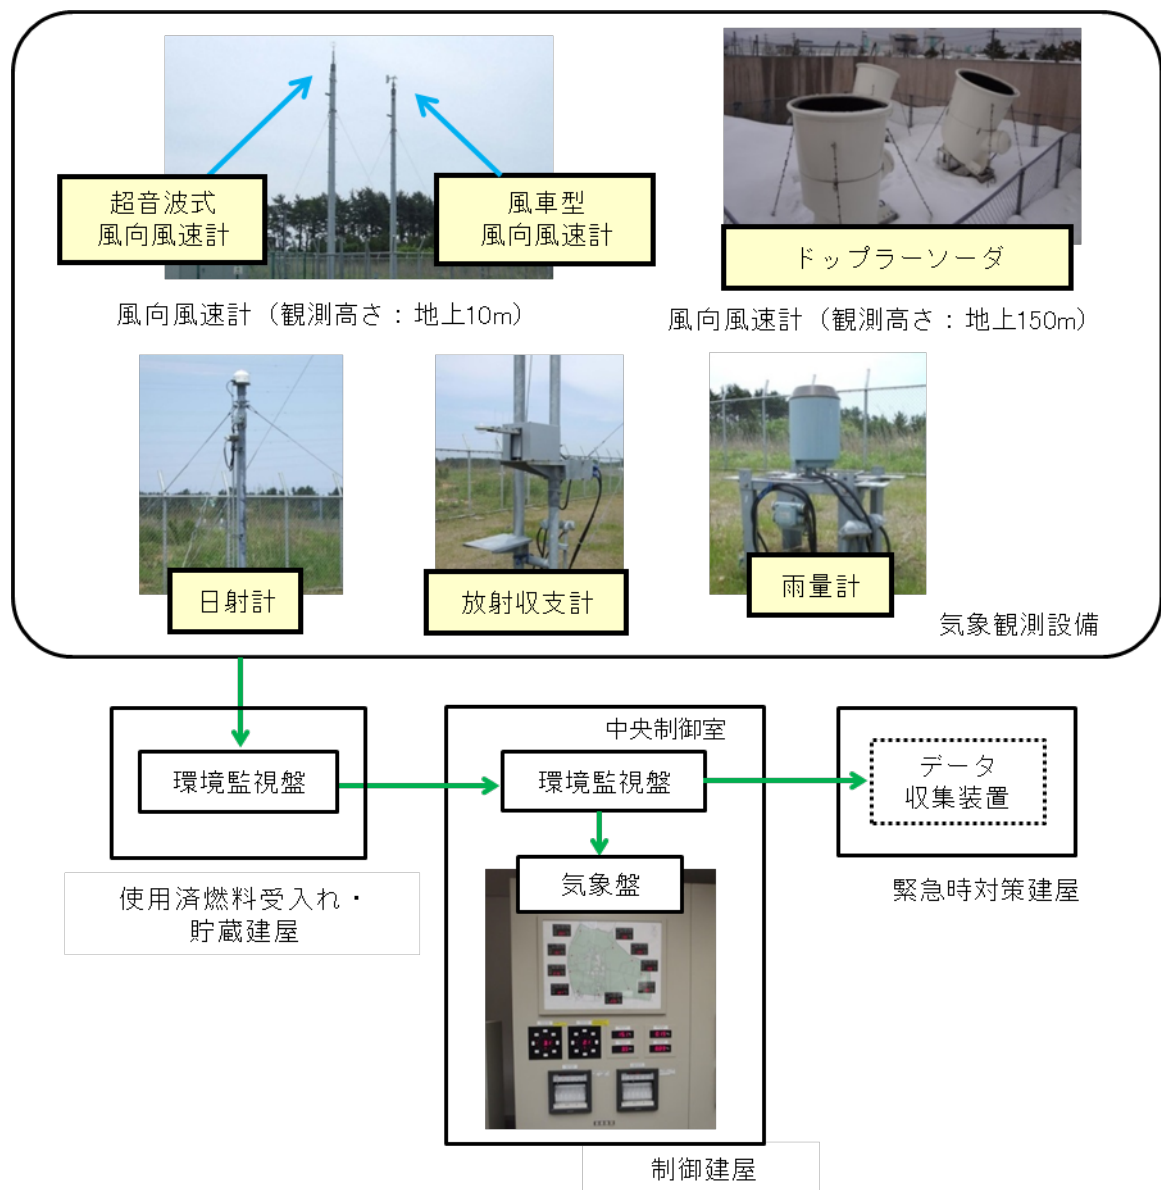 超音波式
風向風速計
風車型
風向風速計
ドップラーソーダ
風向風速計（観測高さ：地上10m）
風向風速計（観測高さ：地上150m）
日射計
放射収支計
雨量計
気象観測設備
中央制御室
環境監視盤
環境監視盤
データ
収集装置
気象盤
使用済燃料受入れ・
貯蔵建屋
緊急時対策建屋
制御建屋